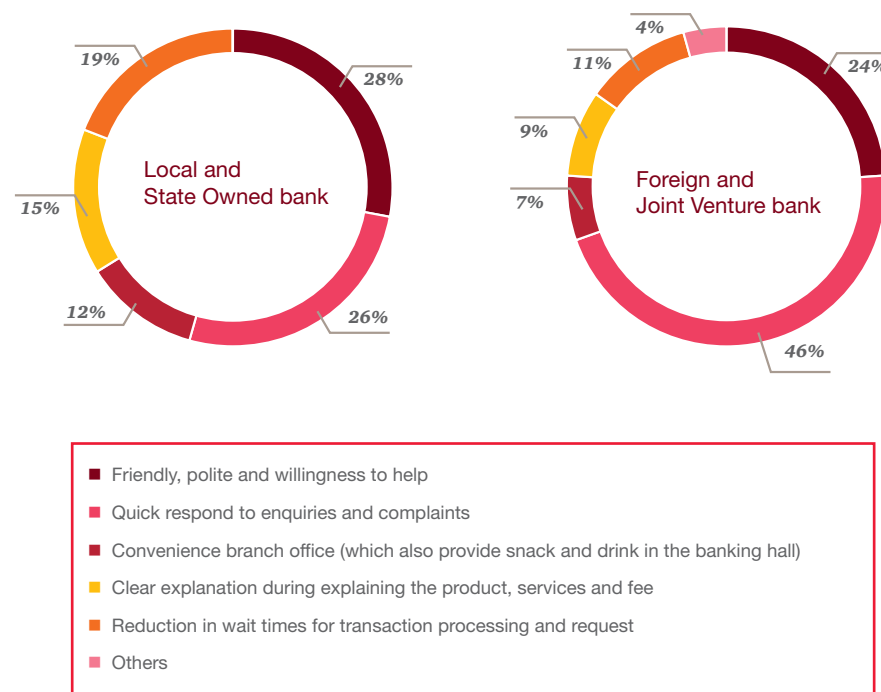 19%
28%
Local and
State Owned bank
15%
12%
26%
4%
11%
24%
9%
Foreign and
Joint Venture bank
7%
46%
Friendly, polite and willingness to help
Quick respond to enquiries and complaints
Convenience branch office (which also provide snack and drink in the banking hall)
Clear explanation during explaining the product, services and fee
Reduction in wait times for transaction processing and request
Others